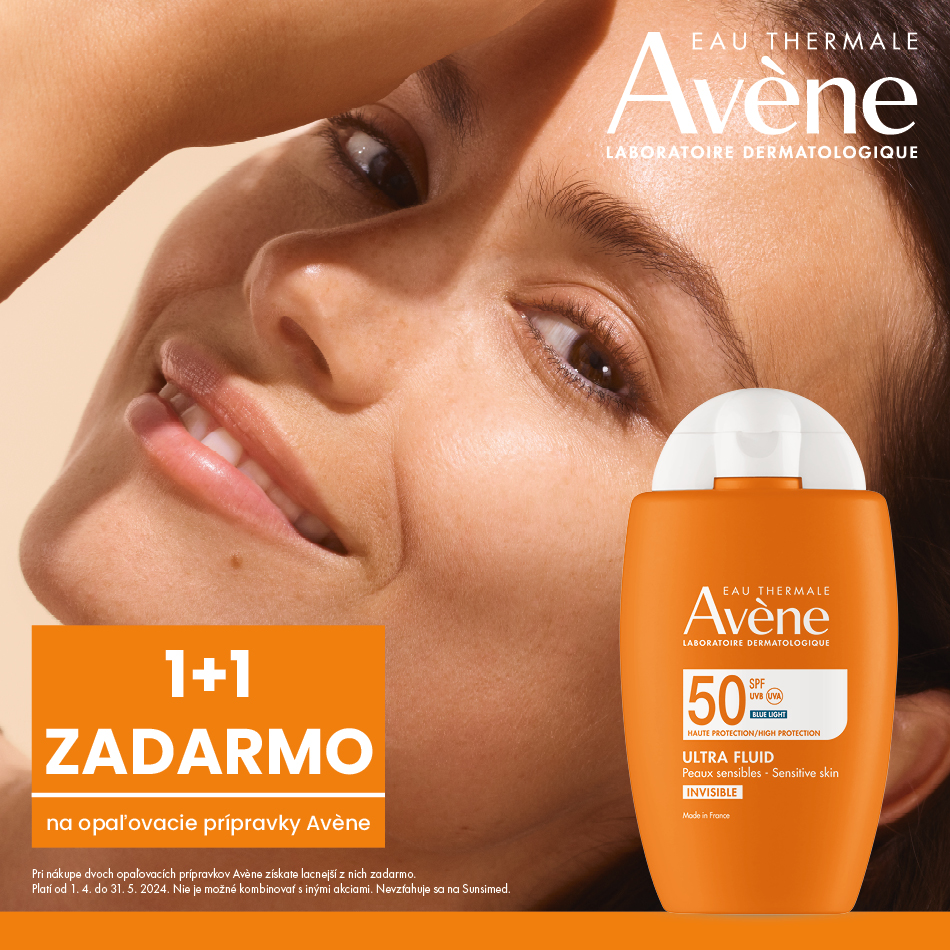 EAU THERMALE
Avène
LABORATOIRE DERMATOLOGIQUE
EAU THERMALE
Avène
LABORATOIRE DERMATOLOGIQUE
50 SPF
UVB UVA
BLUE LIGHT
HAUTE PROTECTION/HIGH PROTECTION
ULTRA FLUID
Peaux sensibles - Sensitive skin
INVISIBLE
Made in France
1+1
ZADARMO
na opaľovacie prípravky Avène
Pri nákupe dvoch opaľovacích prípravkov Avène získate lacnejší z nich zadarmo.
Platí od 1. 4. do 31. 5. 2024. Nie je možné kombinovať s inými akciami. Nevzťahuje sa na Sunsimed.